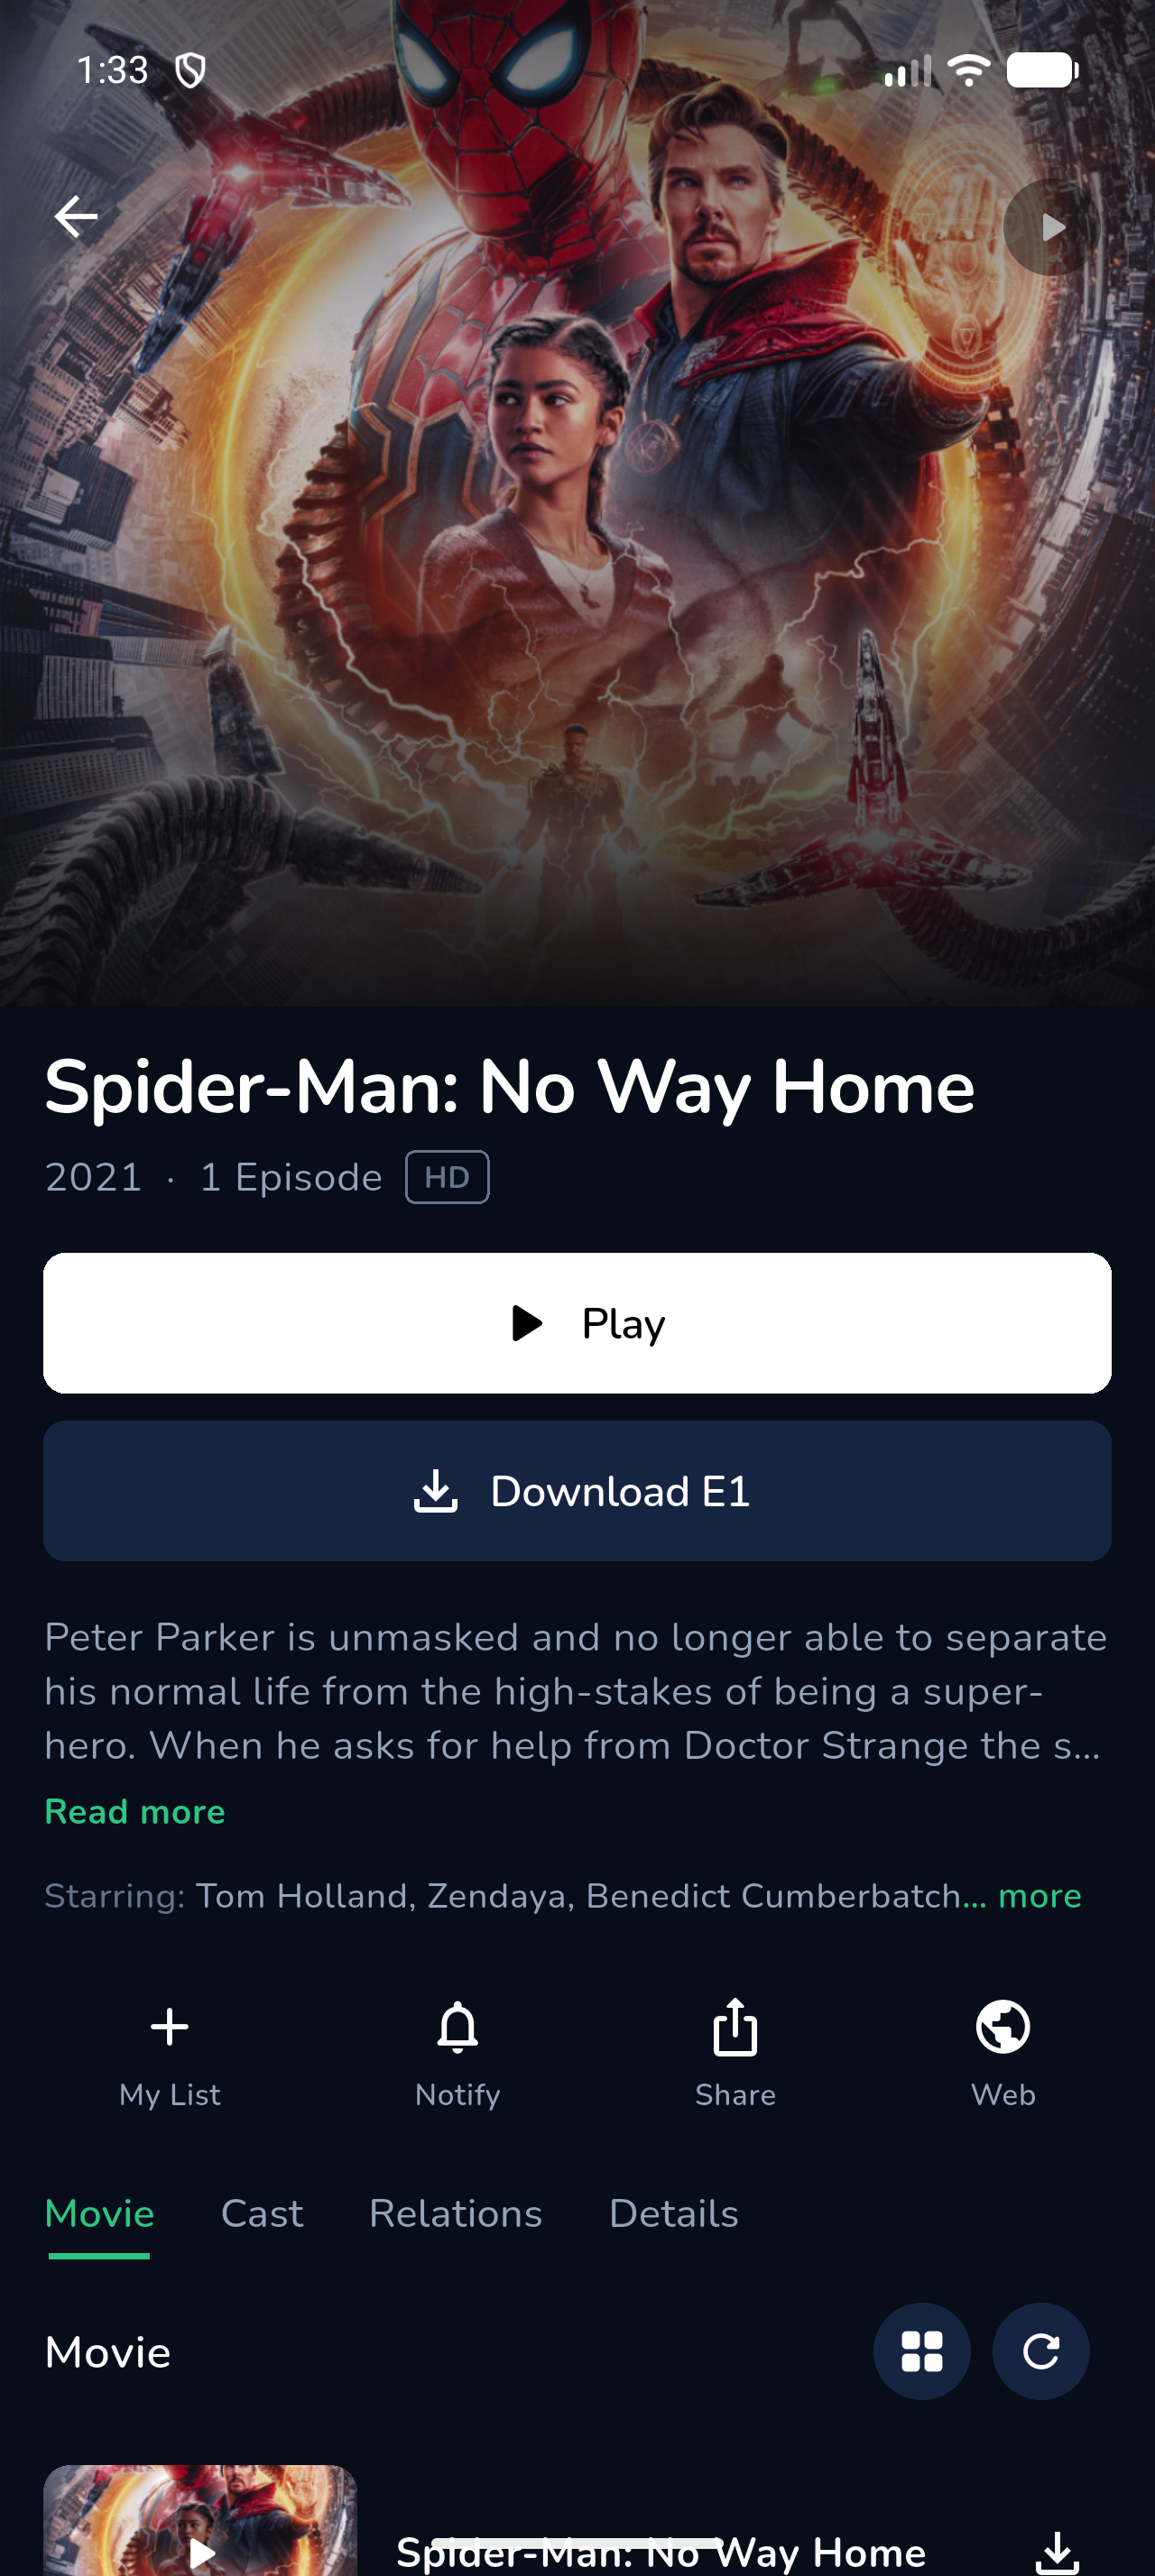 1:33
Spider-Man: No Way Home
2021 · 1 Episode HD
Play
Download E1
Peter Parker is unmasked and no longer able to separate
his normal life from the high-stakes of being a super-
hero. When he asks for help from Doctor Strange the s...
Read more
Starring: Tom Holland, Zendaya, Benedict Cumberbatch... more
My List Notify Share Web
Movie Cast Relations Details
Movie
Spider-Man: No Way Home